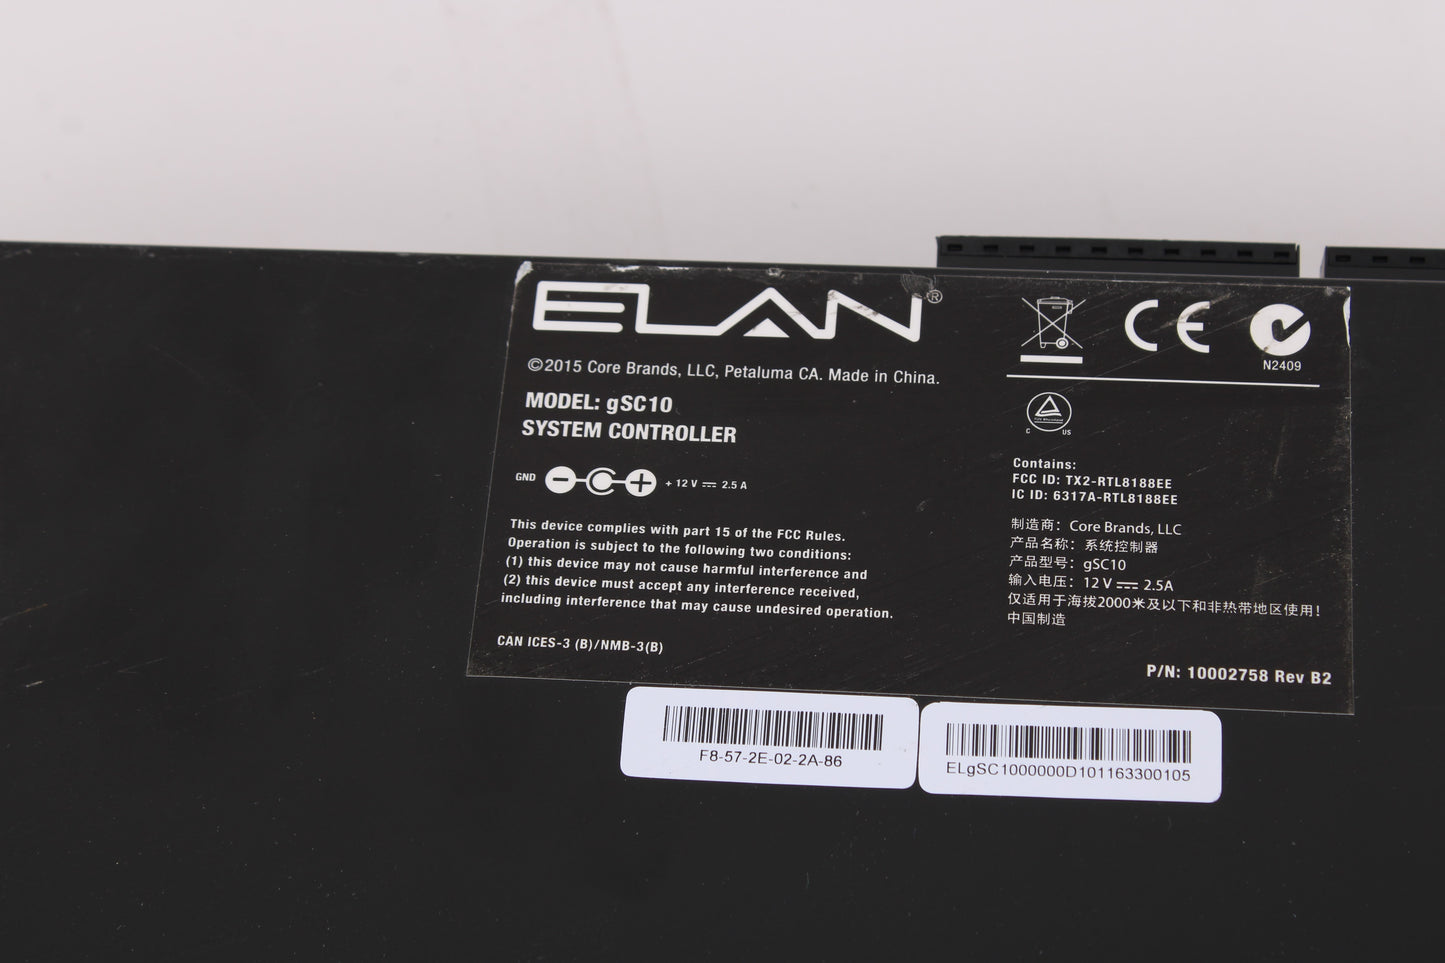 ELAN®
©2015 Core Brands, LLC, Petaluma CA. Made in China.
MODEL: gSC10
SYSTEM CONTROLLER
GND + 12 V ⎓ 2.5 A
This device complies with part 15 of the FCC Rules.
Operation is subject to the following two conditions:
(1) this device may not cause harmful interference and
(2) this device must accept any interference received,
including interference that may cause undesired operation.
CAN ICES-3 (B)/NMB-3(B)
CE
N2409
C US
Contains:
FCC ID: TX2-RTL8188EE
IC ID: 6317A-RTL8188EE
制造商：Core Brands, LLC
产品名称：系统控制器
产品型号：gSC10
输入电压：12 V ⎓ 2.5A
仅适用于海拔2000米及以下和非热带地区使用！
中国制造
P/N: 10002758 Rev B2
F8-57-2E-02-2A-86
ELgSC1000000D101163300105